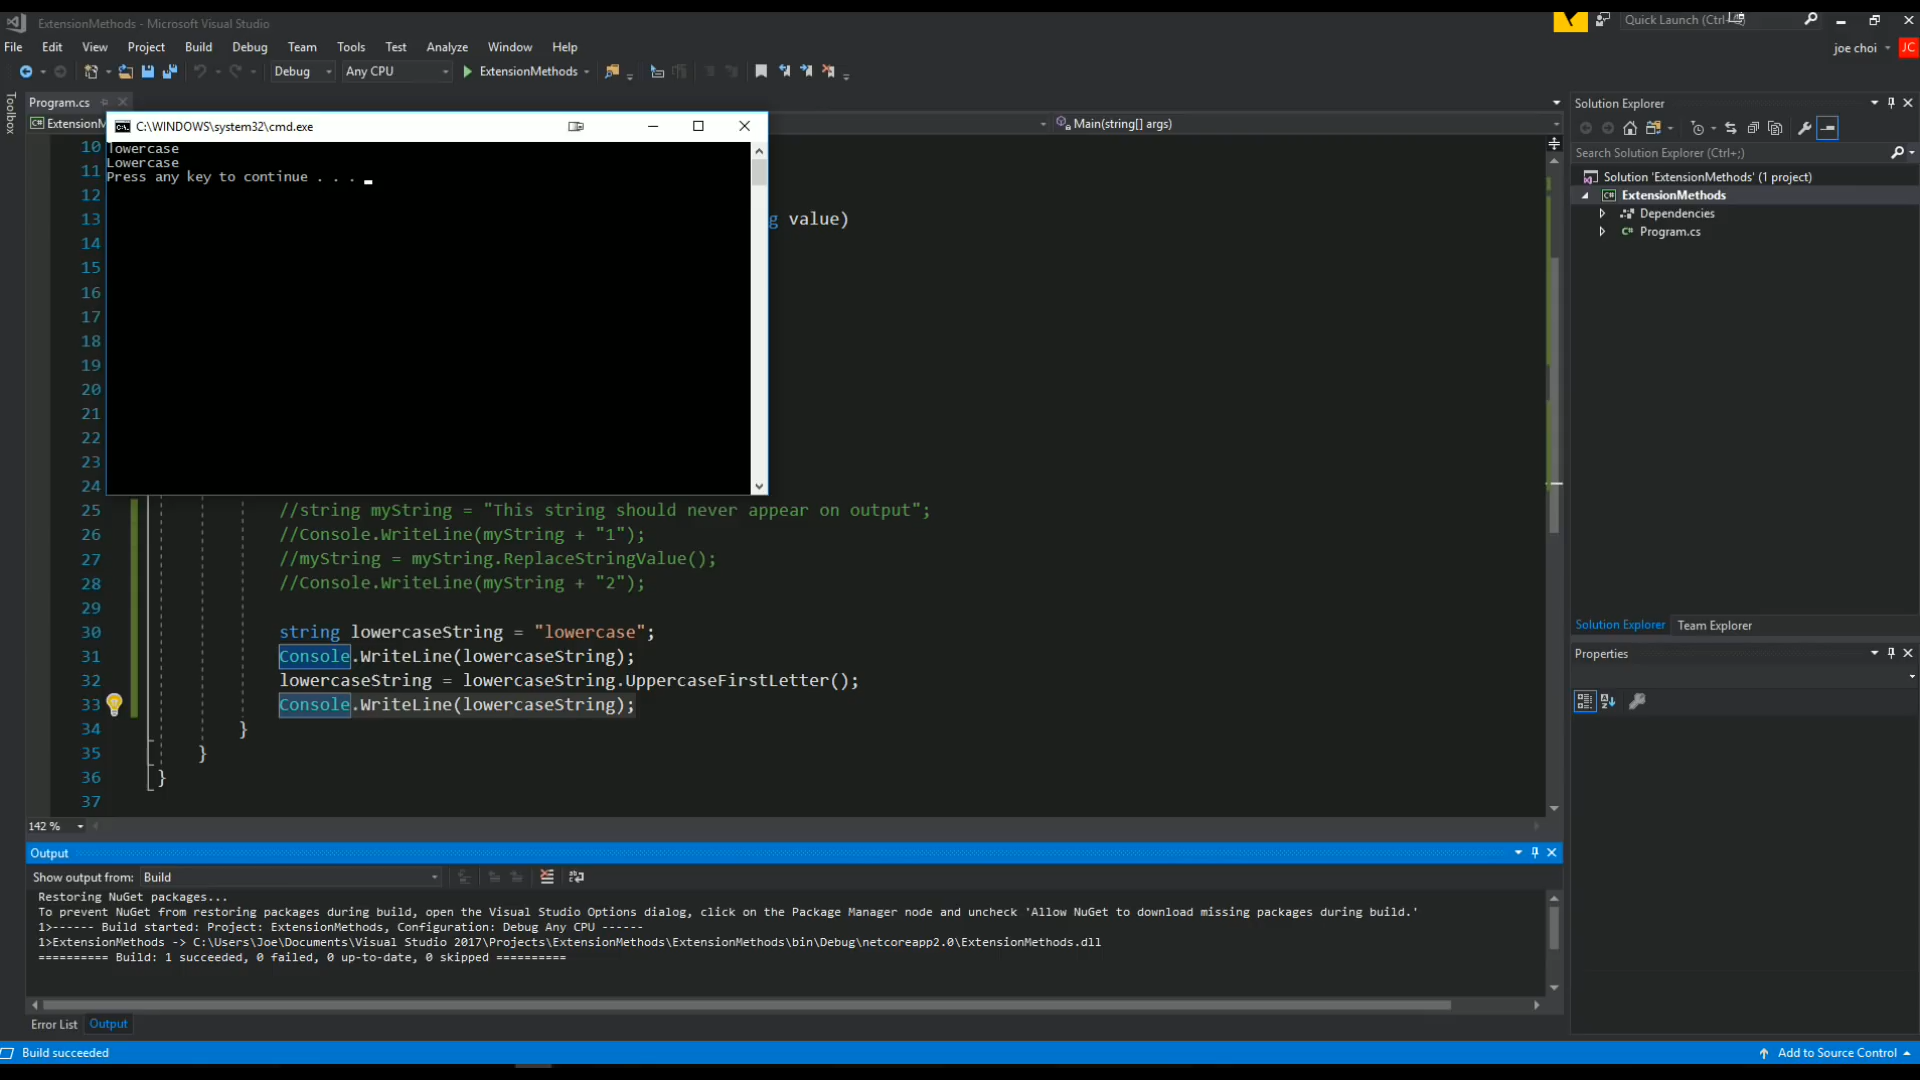 ExtensionMethods - Microsoft Visual Studio
Quick Launch (Ctrl+Q)
File Edit View Project Build Debug Team Tools Test Analyze Window Help
joe choi
JC
Debug
Any CPU
ExtensionMethods
Toolbox
Program.cs
ExtensionM
Main(string[] args)
C:\WINDOWS\system32\cmd.exe
lowercase
Lowercase
Press any key to continue . . .
10
11
12
13 g value)
14
15
16
17
18
19
20
21
22
23
24
25 //string myString = "This string should never appear on output";
26 //Console.WriteLine(myString + "1");
27 //myString = myString.ReplaceStringValue();
28 //Console.WriteLine(myString + "2");
29
30 string lowercaseString = "lowercase";
31 Console.WriteLine(lowercaseString);
32 lowercaseString = lowercaseString.UppercaseFirstLetter();
33 Console.WriteLine(lowercaseString);
34 }
35 }
36 }
37
142 %
Solution Explorer
Search Solution Explorer (Ctrl+;)
Solution 'ExtensionMethods' (1 project)
ExtensionMethods
Dependencies
C# Program.cs
Solution Explorer Team Explorer
Properties
Output
Show output from: Build
Restoring NuGet packages...
To prevent NuGet from restoring packages during build, open the Visual Studio Options dialog, click on the Package Manager node and uncheck 'Allow NuGet to download missing packages during build.'
1>------ Build started: Project: ExtensionMethods, Configuration: Debug Any CPU ------
1>ExtensionMethods -> C:\Users\Joe\Documents\Visual Studio 2017\Projects\ExtensionMethods\ExtensionMethods\bin\Debug\netcoreapp2.0\ExtensionMethods.dll
========== Build: 1 succeeded, 0 failed, 0 up-to-date, 0 skipped ==========
Error List Output
Build succeeded
Add to Source Control